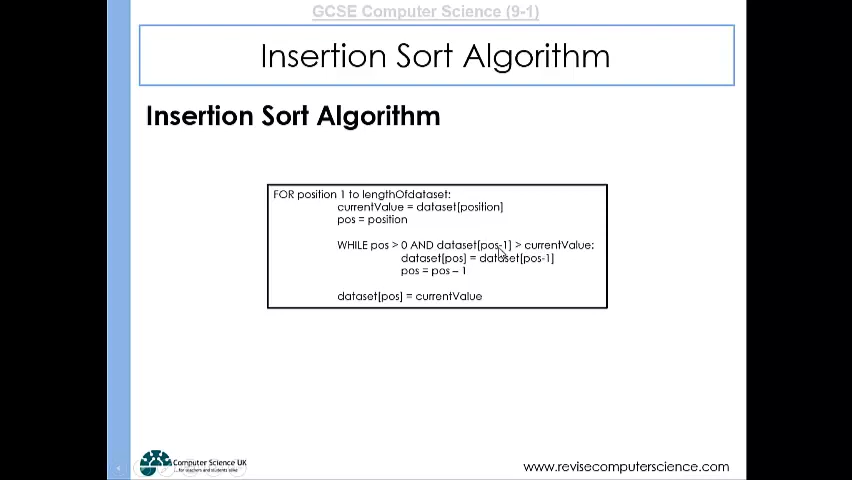 GCSE Computer Science (9-1)
Insertion Sort Algorithm
Insertion Sort Algorithm
FOR position 1 to lengthOfdataset:
currentValue = dataset[position]
pos = position
WHILE pos > 0 AND dataset[pos-1] > currentValue:
dataset[pos] = dataset[pos-1]
pos = pos – 1
dataset[pos] = currentValue
Computer Science UK
...for teachers and students alike
www.revisecomputerscience.com